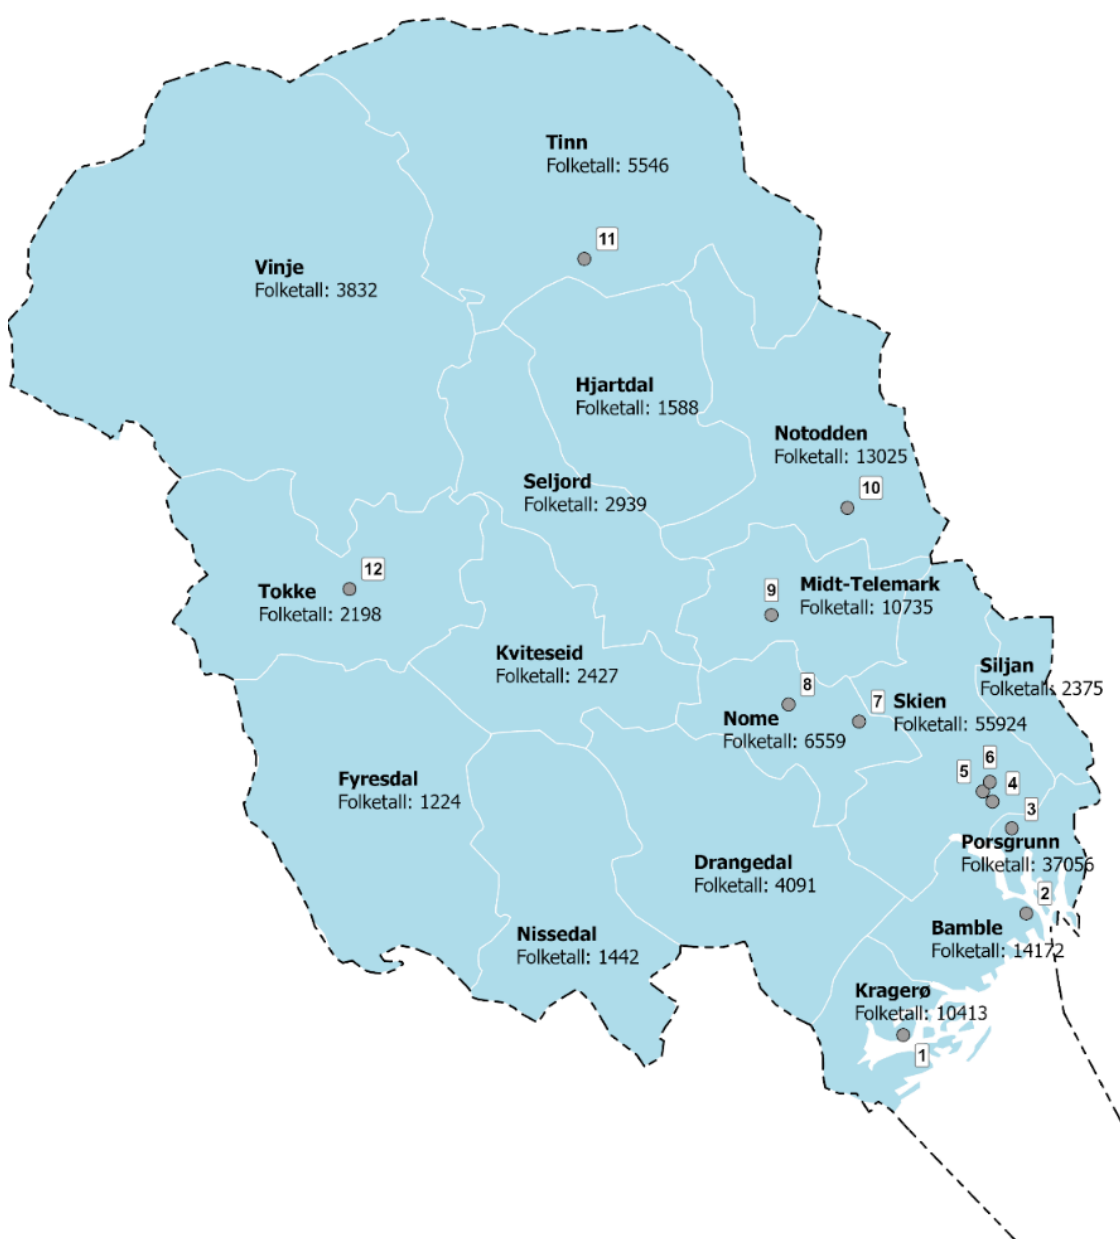 Tinn
Folketall: 5546
11
Vinje
Folketall: 3832
Hjartdal
Folketall: 1588
Notodden
Folketall: 13025
10
Seljord
Folketall: 2939
12
Tokke
Folketall: 2198
9
Midt-Telemark
Folketall: 10735
Kviteseid
Folketall: 2427
Siljan
Folketall: 2375
8
7
Nome
Folketall: 6559
Skien
Folketall: 55924
6
5
4
3
Fyresdal
Folketall: 1224
Porsgrunn
Folketall: 37056
Drangedal
Folketall: 4091
2
Bamble
Folketall: 14172
Nissedal
Folketall: 1442
Kragerø
Folketall: 10413
1